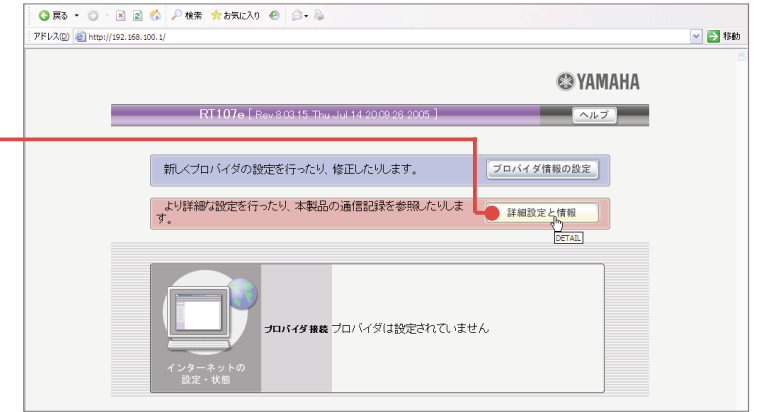 戻る 検索 お気に入り
アドレス(D) http://192.168.100.1/ 移動
YAMAHA
RT107e [ Rev.8.03.15 Thu Jul 14 20:09:26 2005 ] ヘルプ
新しくプロバイダの設定を行ったり、修正したりします。 プロバイダ情報の設定
より詳細な設定を行ったり、本製品の通信記録を参照したりしま
す。 詳細設定と情報
DETAIL
プロバイダ接続 プロバイダは設定されていません
インターネットの
設定・状態